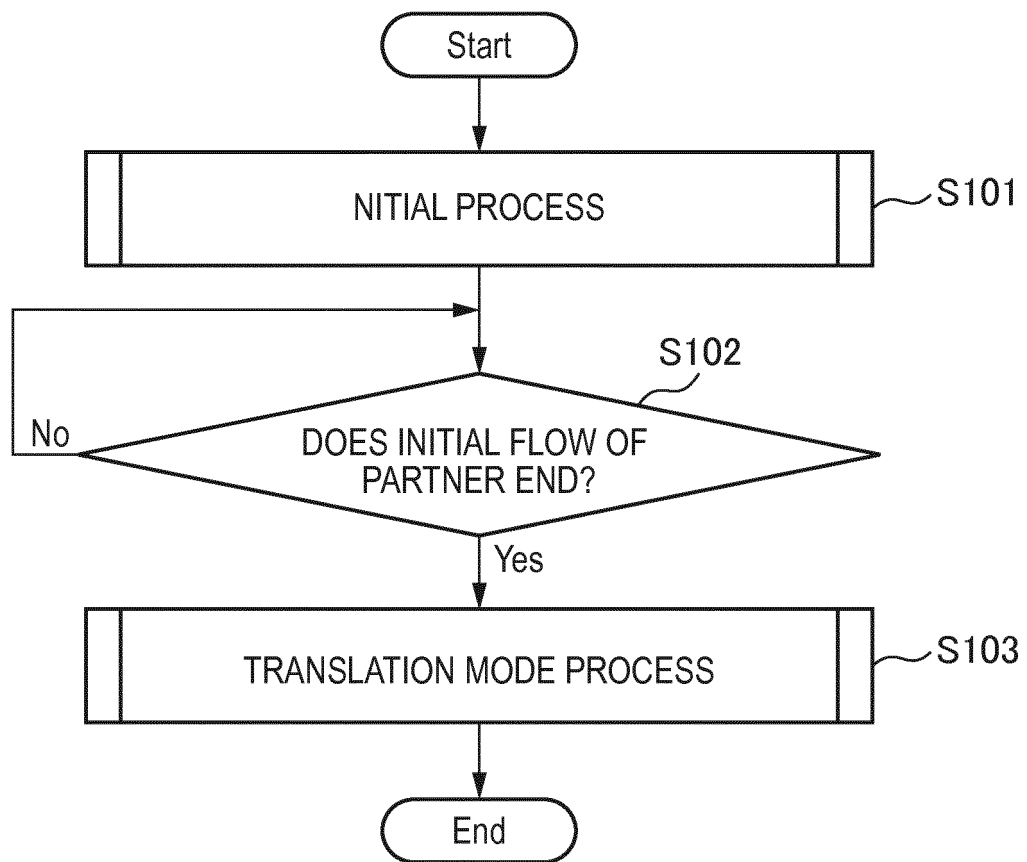 Start
NITIAL PROCESS
S101
S102
DOES INITIAL FLOW OF
PARTNER END?
No
Yes
TRANSLATION MODE PROCESS
S103
End